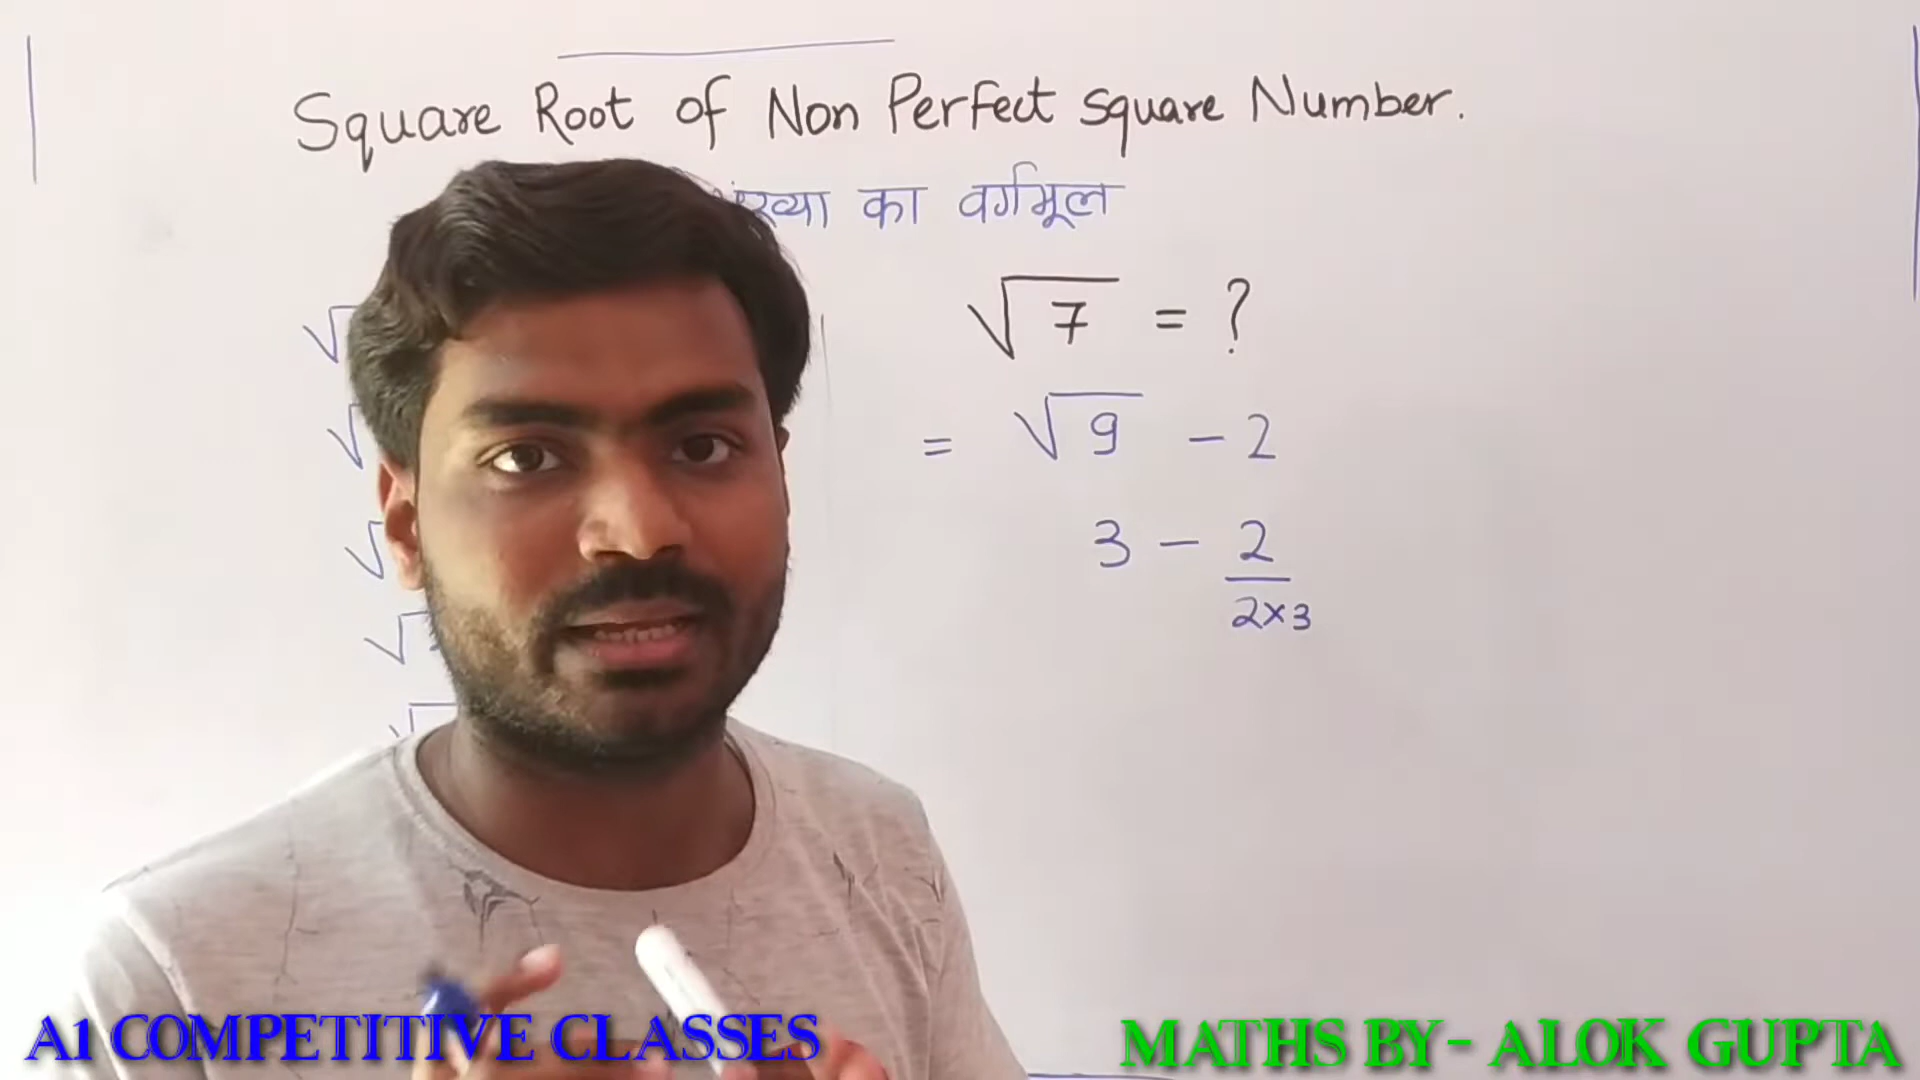 Square Root of Non Perfect Square Number.
का वर्गमूल
√7 = ?
= √9 - 2
3 - 2
2×3
A1 COMPETITIVE CLASSES
MATHS BY- ALOK GUPTA